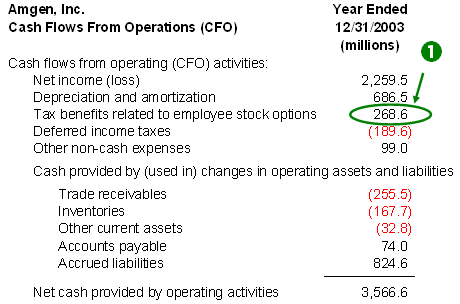 Amgen, Inc. Year Ended
Cash Flows From Operations (CFO) 12/31/2003
(millions)
1
Cash flows from operating (CFO) activities:
Net income (loss) 2,259.5
Depreciation and amortization 686.5
Tax benefits related to employee stock options 268.6
Deferred income taxes (189.6)
Other non-cash expenses 99.0
Cash provided by (used in) changes in operating assets and liabilities
Trade receivables (255.5)
Inventories (167.7)
Other current assets (32.8)
Accounts payable 74.0
Accrued liabilities 824.6
Net cash provided by operating activities 3,566.6